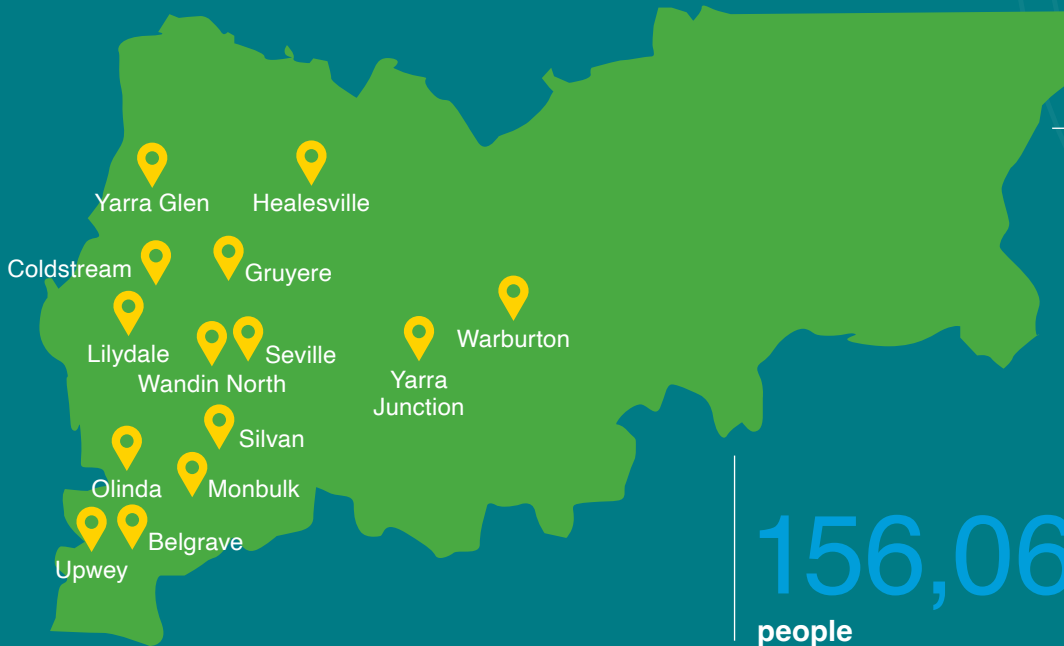 Yarra Glen
Healesville
Coldstream
Gruyere
Lilydale
Seville
Wandin North
Warburton
Yarra
Junction
Silvan
Olinda
Monbulk
Belgrave
Upwey
156,06
people